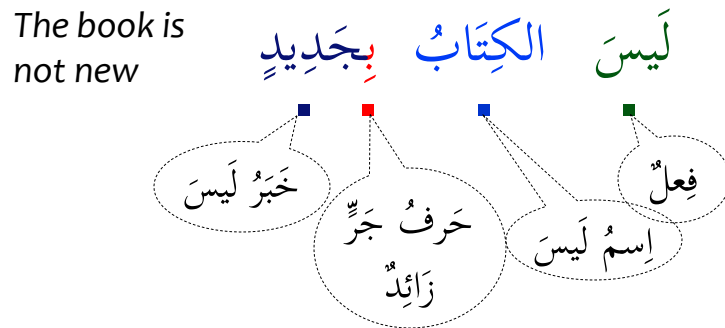 The book is
not new
لَيسَ الكِتَابُ بِجَدِيدٍ
فِعلٌ
اِسمُ لَيسَ
حَرفُ جَرٍّ
زَائِدٌ
خَبَرُ لَيسَ